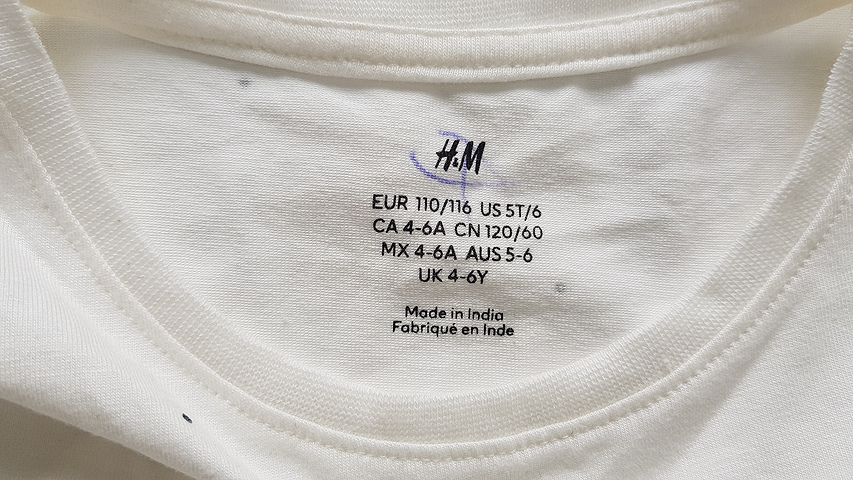 H&M
EUR 110/116 US 5T/6
CA 4-6A CN 120/60
MX 4-6A AUS 5-6
UK 4-6Y
Made in India
Fabriqué en Inde